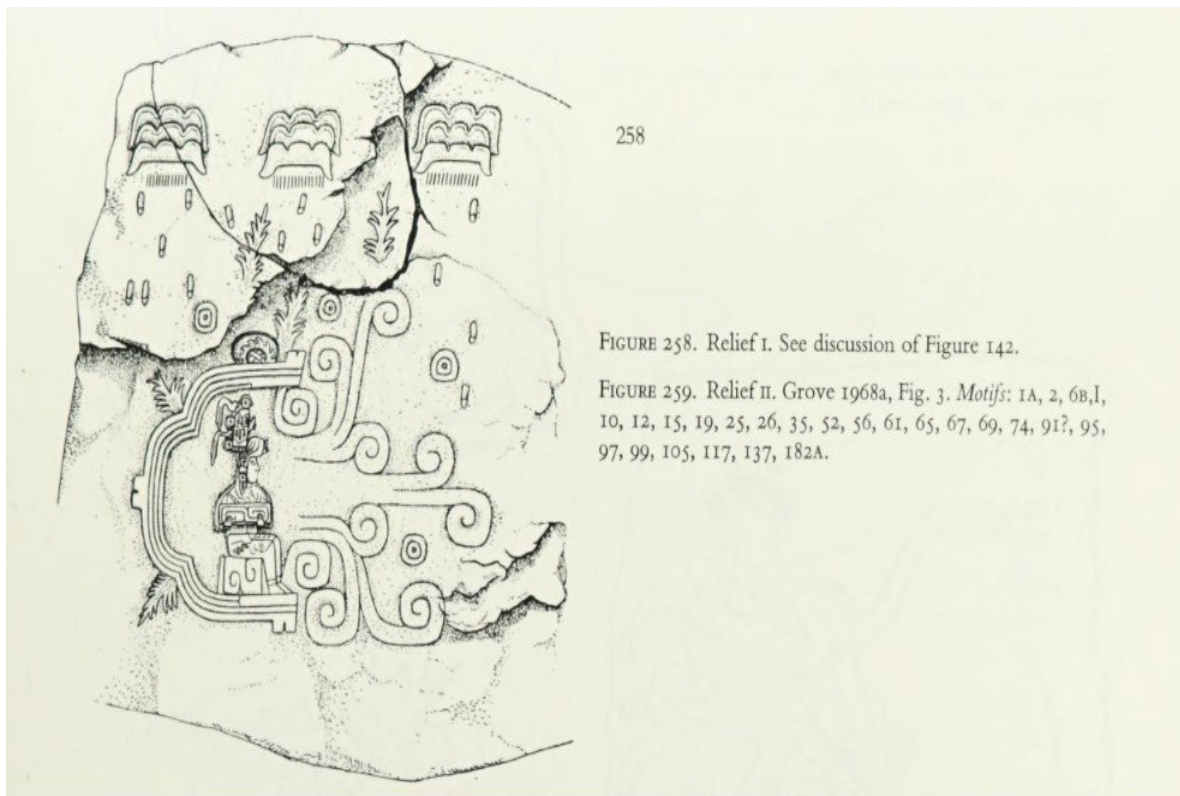 258
FIGURE 258. Relief I. See discussion of Figure 142.
FIGURE 259. Relief II. Grove 1968a, Fig. 3. Motifs: 1A, 2, 6B,I,
10, 12, 15, 19, 25, 26, 35, 52, 56, 61, 65, 67, 69, 74, 91?, 95,
97, 99, 105, 117, 137, 182A.